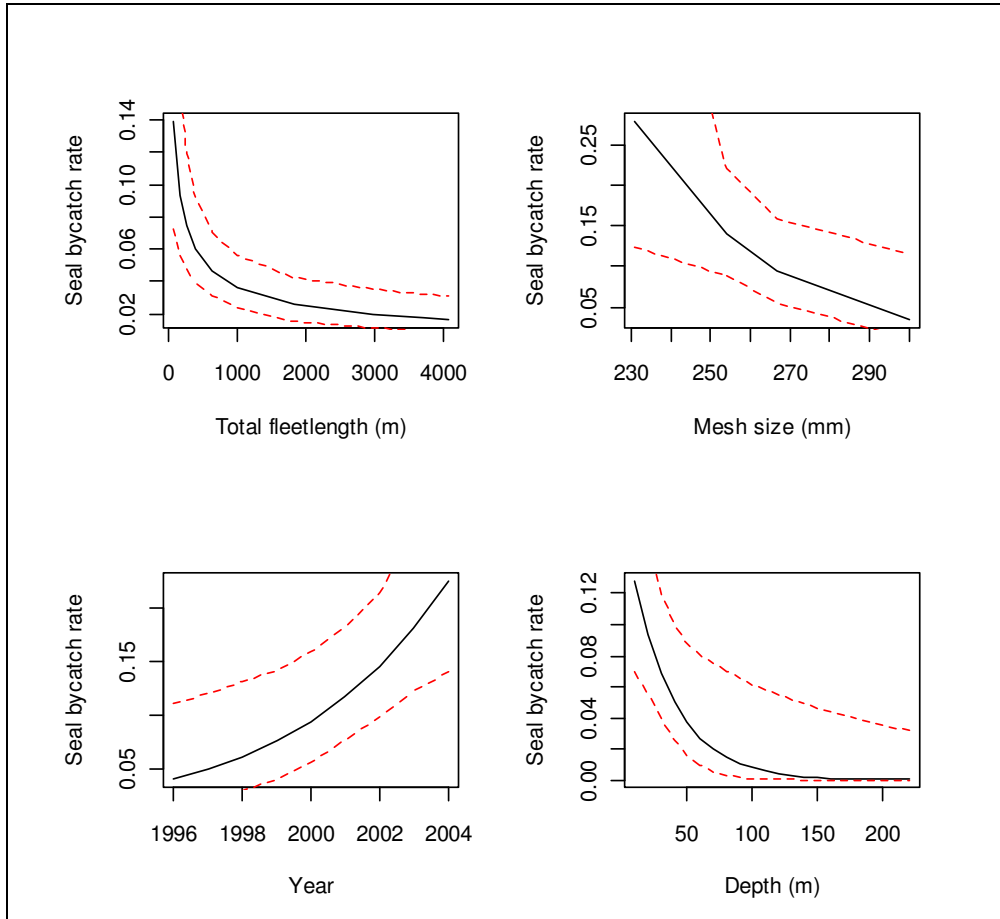 Seal bycatch rate
0.02 0.06 0.10 0.14
0 1000 2000 3000 4000
Total fleetlength (m)
Seal bycatch rate
0.05 0.15 0.25
230 250 270 290
Mesh size (mm)
Seal bycatch rate
0.05 0.15
1996 1998 2000 2002 2004
Year
Seal bycatch rate
0.00 0.04 0.08 0.12
50 100 150 200
Depth (m)